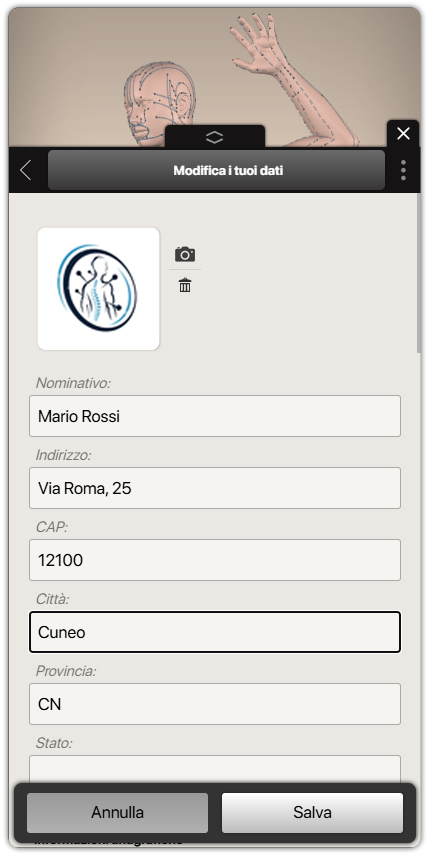 Modifica i tuoi dati
Nominativo:
Mario Rossi
Indirizzo:
Via Roma, 25
CAP:
12100
Città:
Cuneo
Provincia:
CN
Stato:
Annulla
Salva